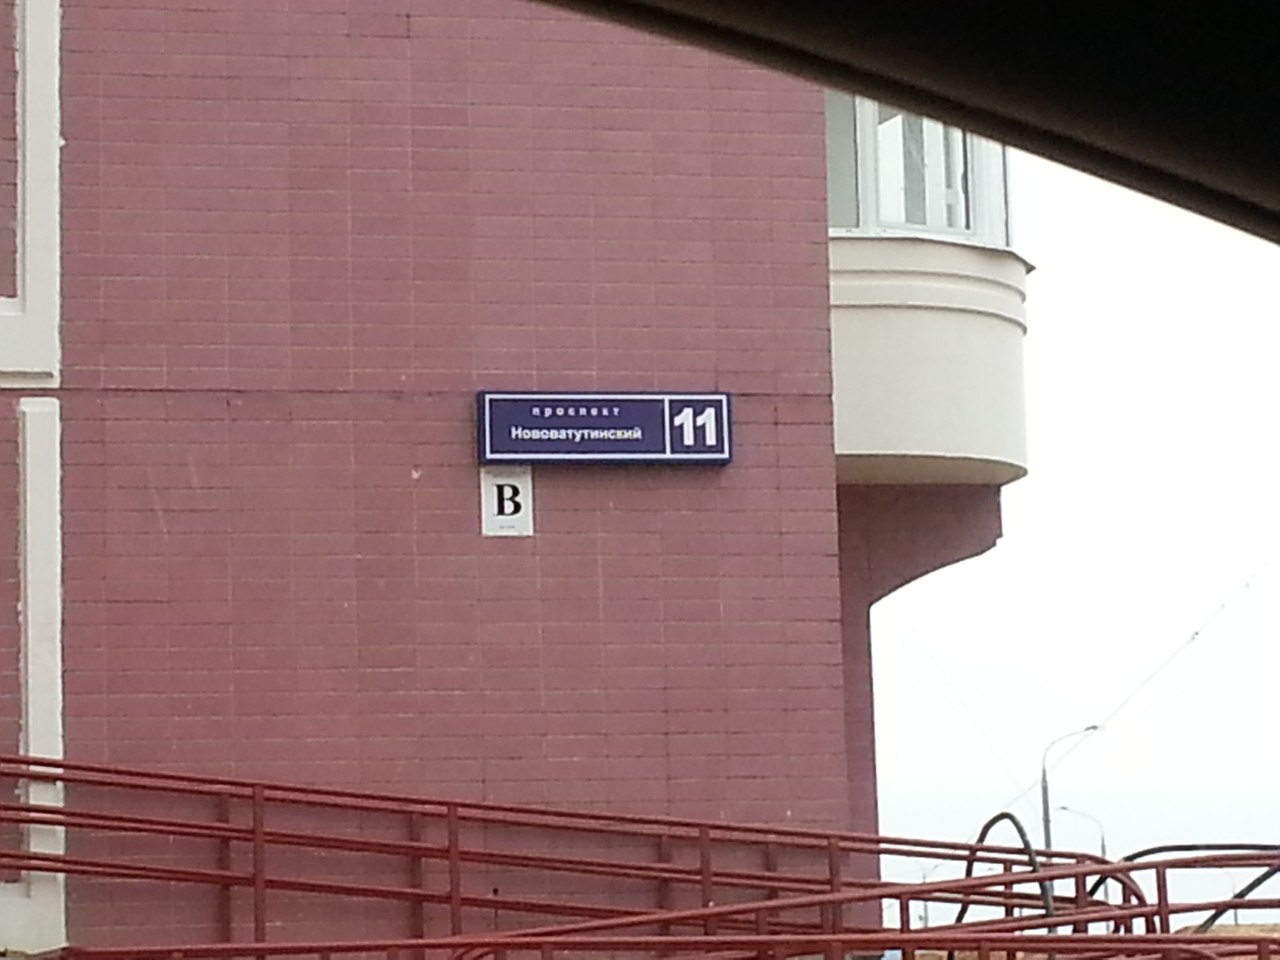 проспект
Нововатутинский
11
В